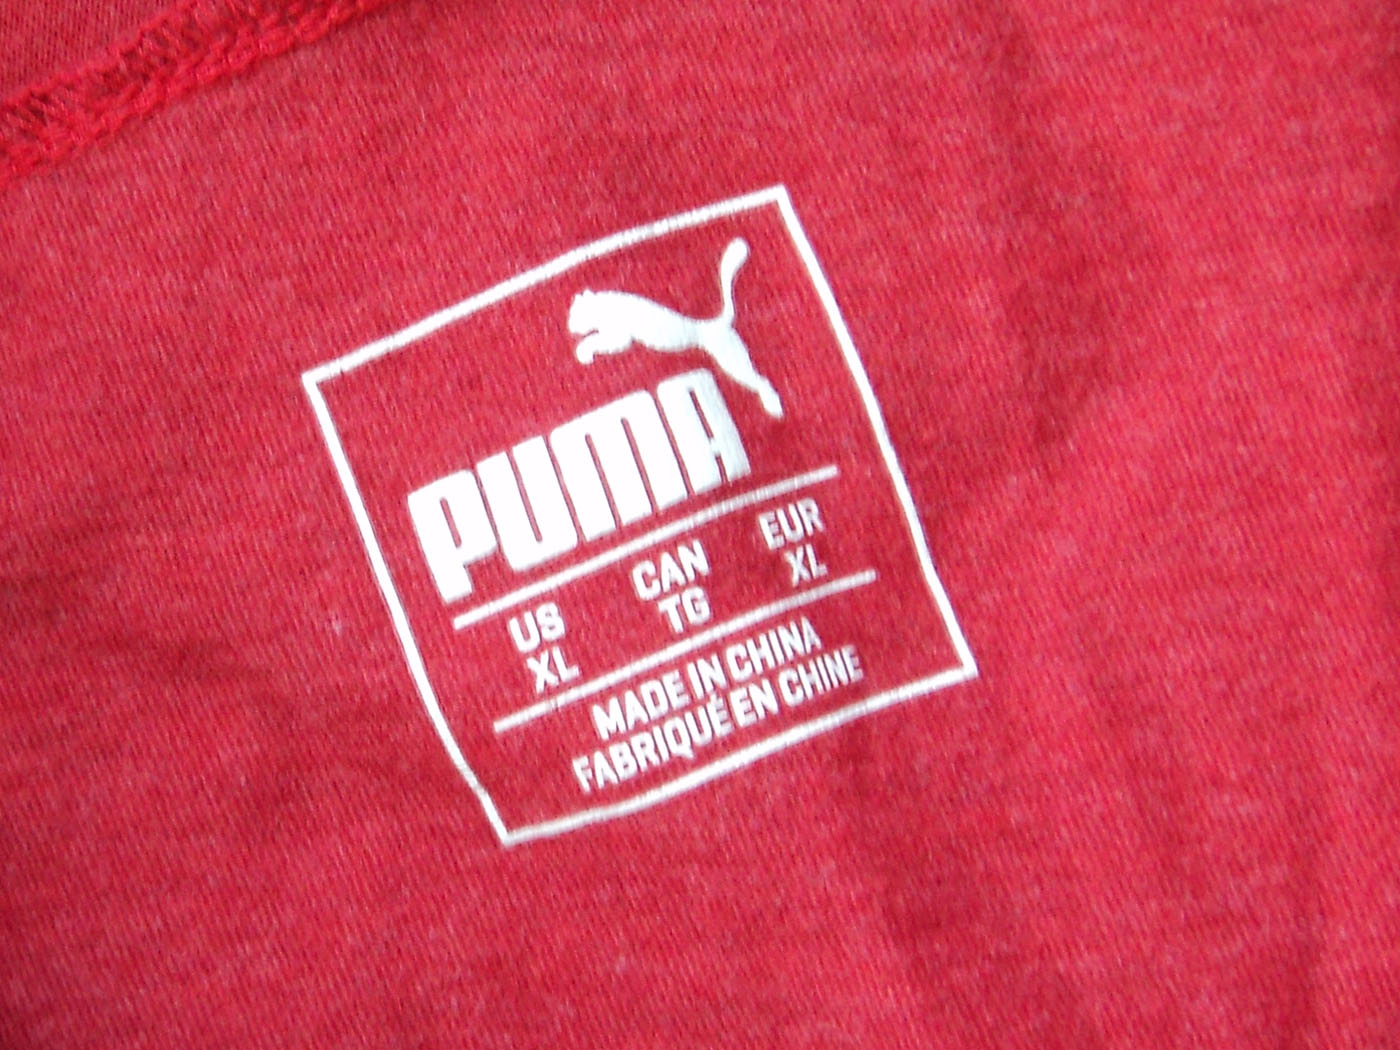 PUMA
US CAN EUR
XL TG XL
MADE IN CHINA
FABRIQUÉ EN CHINE